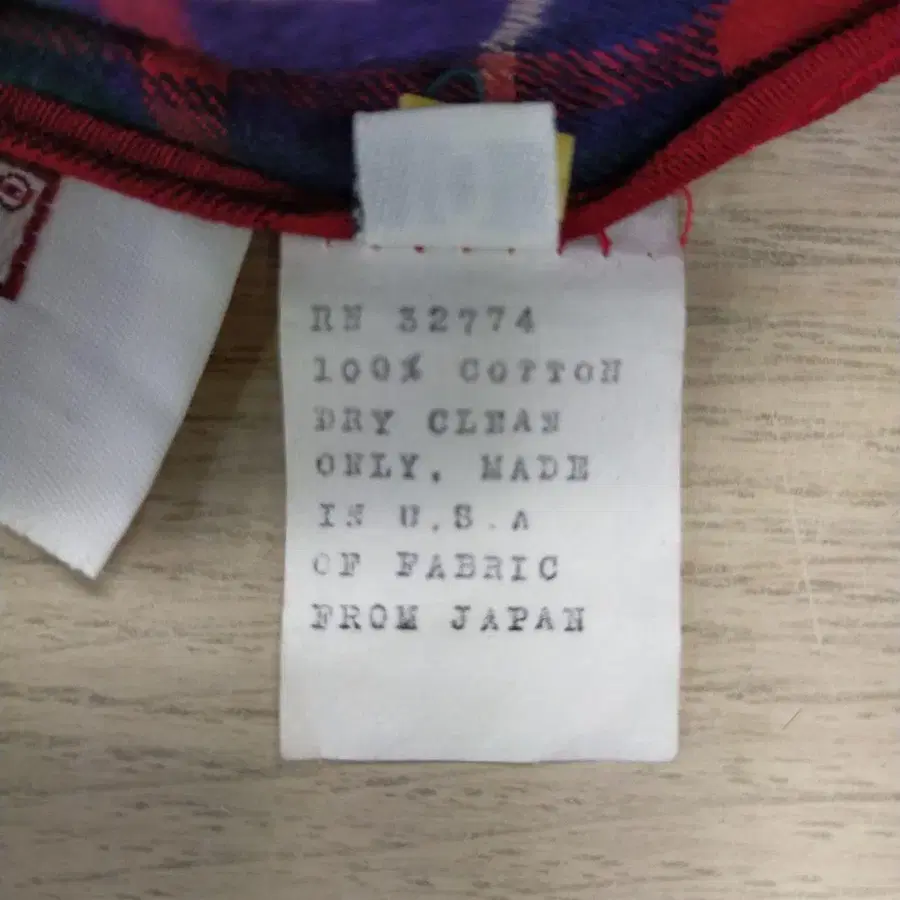 RN 32774
100% COTTON
DRY CLEAN
ONLY. MADE
IN U.S.A
OF FABRIC
FROM JAPAN